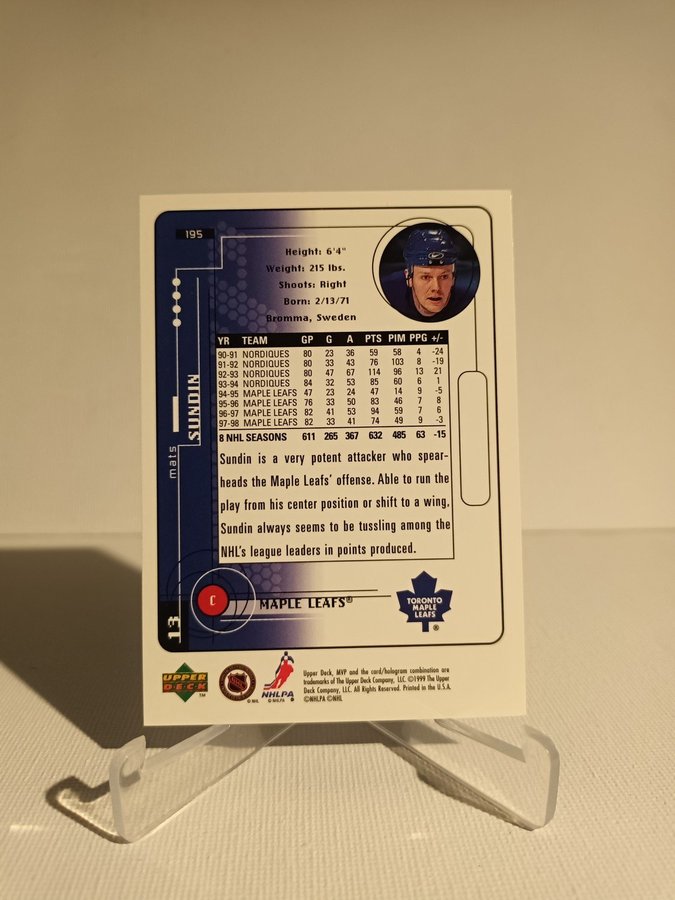 195
Height: 6'4"
Weight: 215 lbs.
Shoots: Right
Born: 2/13/71
Bromma, Sweden
mats SUNDIN
YR TEAM GP G A PTS PIM PPG +/-
90-91 NORDIQUES 80 23 36 59 58 4 -24
91-92 NORDIQUES 80 33 43 76 103 8 -19
92-93 NORDIQUES 80 47 67 114 96 13 21
93-94 NORDIQUES 84 32 53 85 60 6 1
94-95 MAPLE LEAFS 47 23 24 47 14 9 -5
95-96 MAPLE LEAFS 76 33 50 83 46 7 8
96-97 MAPLE LEAFS 82 41 53 94 59 7 6
97-98 MAPLE LEAFS 82 33 41 74 49 9 -3
8 NHL SEASONS 611 265 367 632 485 63 -15
Sundin is a very potent attacker who spear-
heads the Maple Leafs' offense. Able to run the
play from his center position or shift to a wing,
Sundin always seems to be tussling among the
NHL's league leaders in points produced.
13
C
MAPLE LEAFS®
TORONTO
MAPLE
LEAFS
®
UPPER
DECK
™
NHL
© NHL
NHLPA
© NHLPA
Upper Deck, MVP and the card/hologram combination are
trademarks of The Upper Deck Company, LLC. ©1999 The Upper
Deck Company, LLC. All Rights Reserved. Printed in the U.S.A.
©NHLPA ©NHL